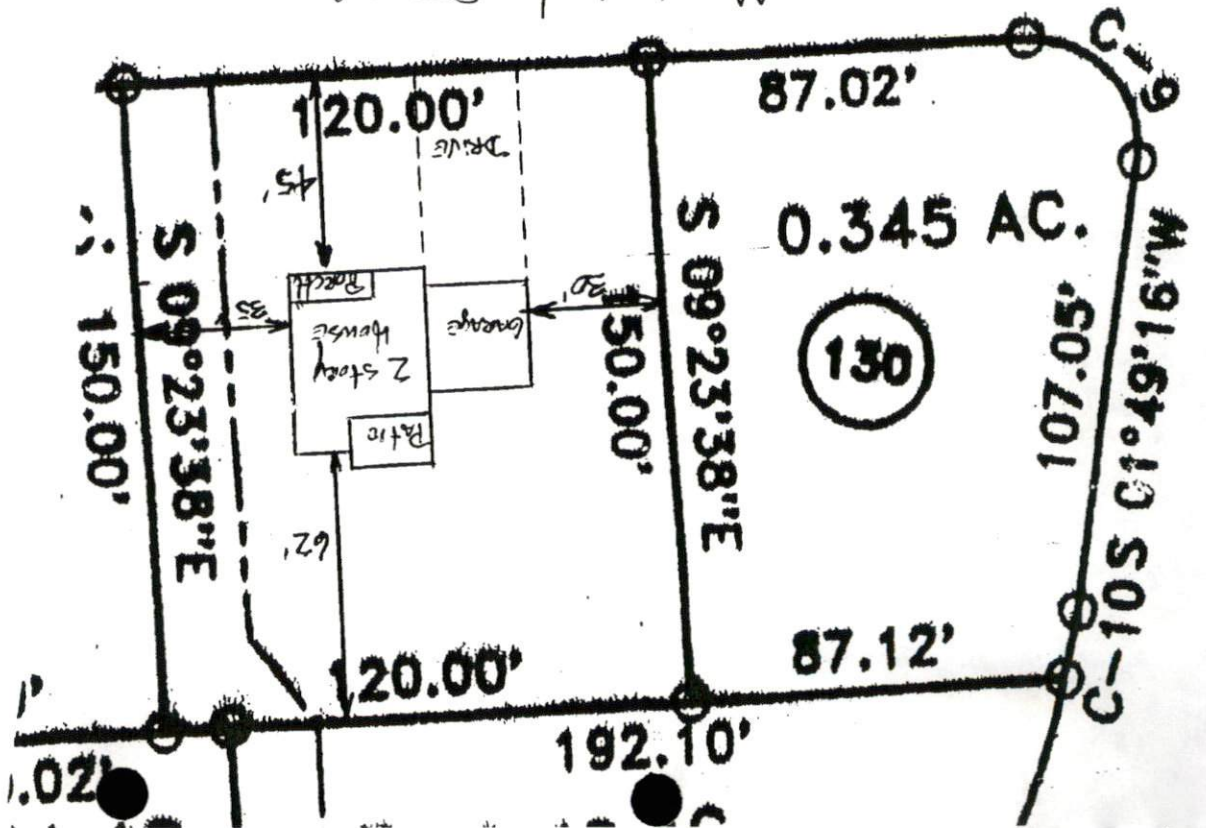 C-9
120.00'
87.02'
DRIVE
45'
S 09°23'38"E
150.00'
35'
Porch
2 story
House
Garage
30'
Patio
62'
S 09°23'38"E
150.00'
0.345 AC.
130
107.05'
S 01°49'16"W
C-10
120.00'
87.12'
192.10'
.02'